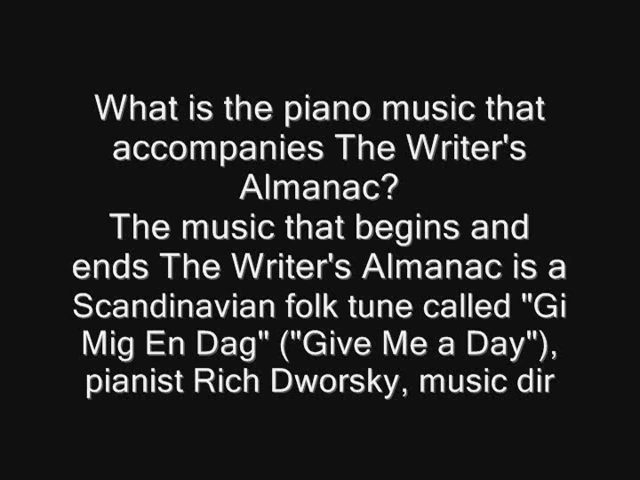 What is the piano music that
accompanies The Writer's
Almanac?
The music that begins and
ends The Writer's Almanac is a
Scandinavian folk tune called "Gi
Mig En Dag" ("Give Me a Day"),
pianist Rich Dworsky, music dir